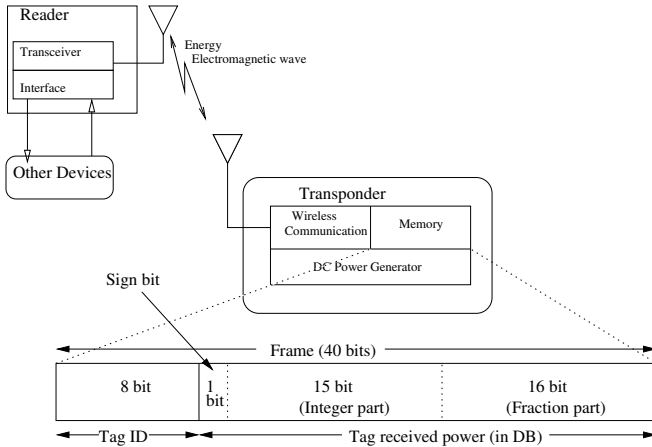 Reader
Transceiver
Interface
Energy
Electromagnetic wave
Other Devices
Transponder
Wireless
Communication
Memory
DC Power Generator
Sign bit
Frame (40 bits)
8 bit
1
bit
15 bit
(Integer part)
16 bit
(Fraction part)
Tag ID
Tag received power (in DB)